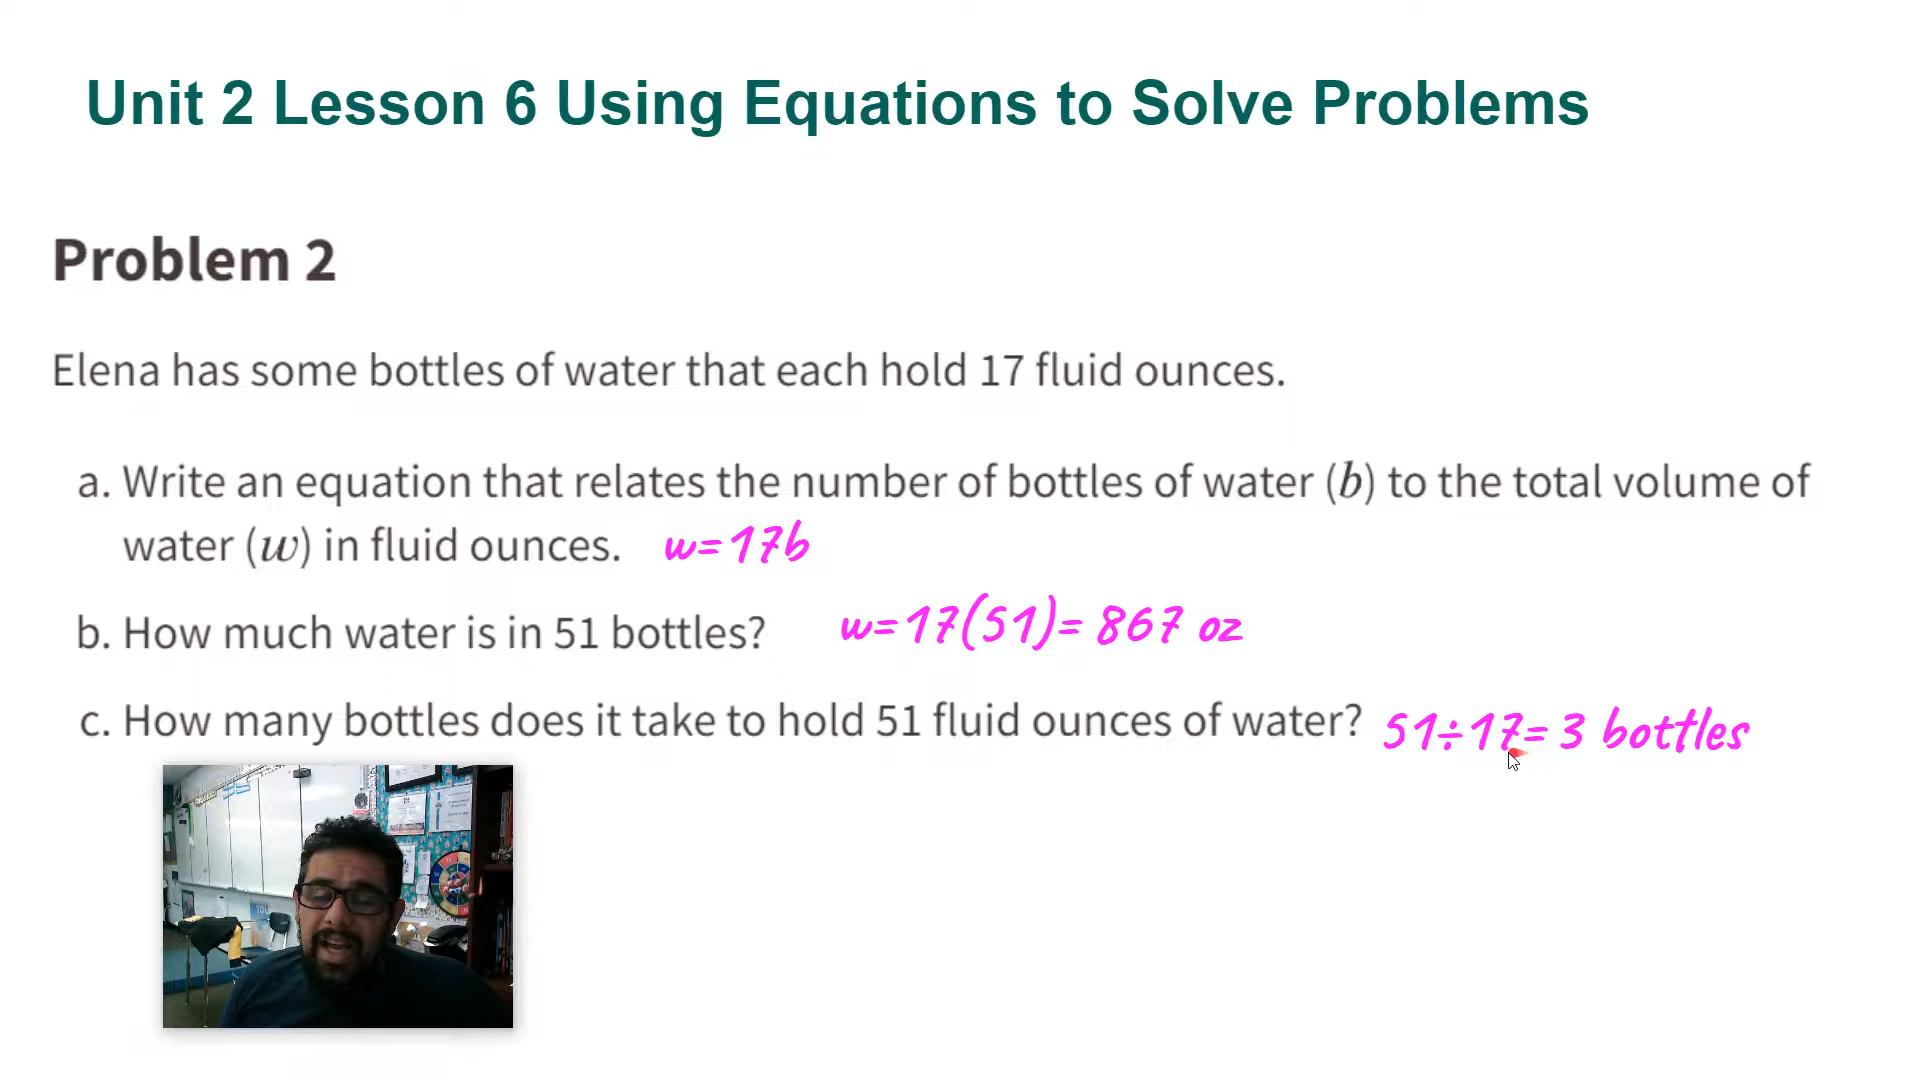 Unit 2 Lesson 6 Using Equations to Solve Problems
Problem 2
Elena has some bottles of water that each hold 17 fluid ounces.
a. Write an equation that relates the number of bottles of water (b) to the total volume of
water (w) in fluid ounces. w=17b
b. How much water is in 51 bottles? w=17(51)= 867 oz
c. How many bottles does it take to hold 51 fluid ounces of water? 51÷17= 3 bottles